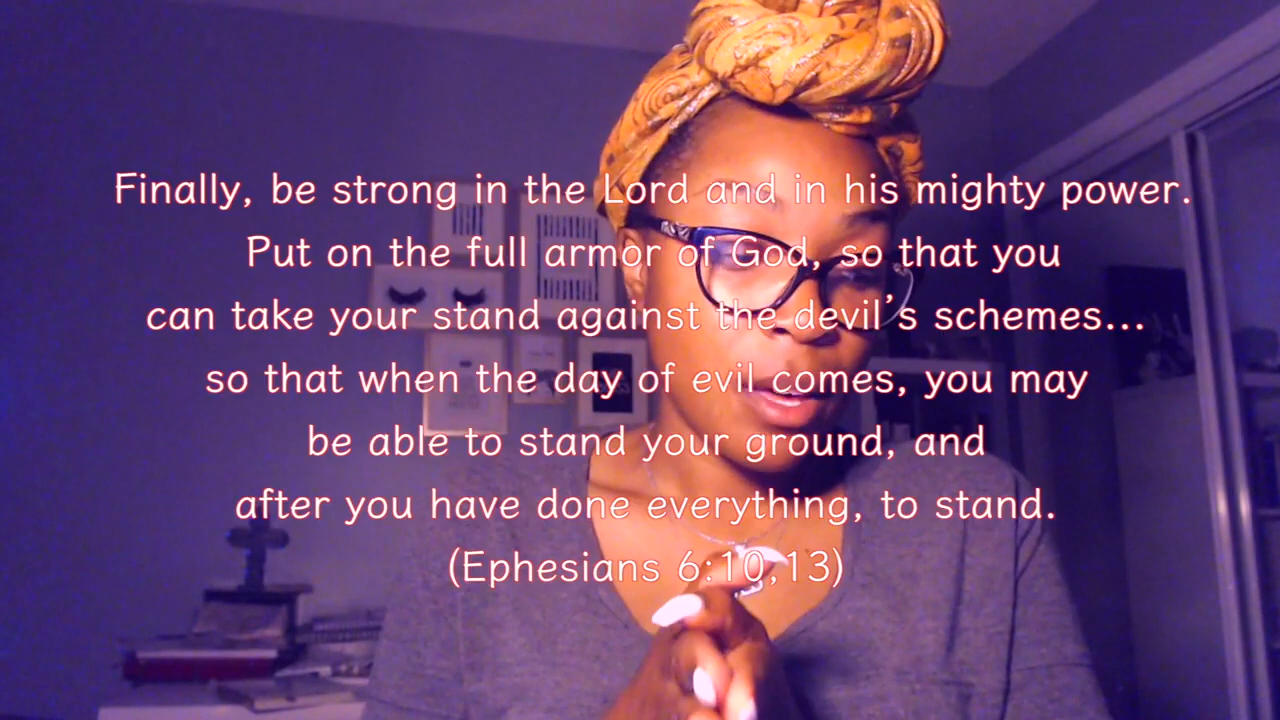 Finally, be strong in the Lord and in his mighty power.
Put on the full armor of God, so that you
can take your stand against the devil’s schemes...
so that when the day of evil comes, you may
be able to stand your ground, and
after you have done everything, to stand.
(Ephesians 6:10,13)